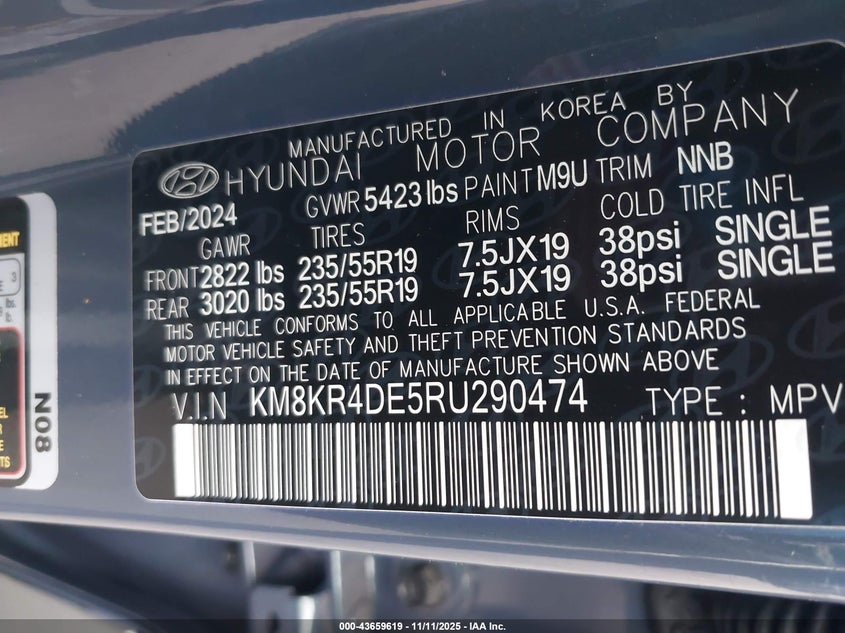 MANUFACTURED IN KOREA BY
HYUNDAI MOTOR COMPANY
FEB/2024 GVWR 5423 lbs PAINT M9U TRIM NNB
GAWR TIRES RIMS COLD TIRE INFL
FRONT 2822 lbs 235/55R19 7.5JX19 38psi SINGLE
REAR 3020 lbs 235/55R19 7.5JX19 38psi SINGLE
THIS VEHICLE CONFORMS TO ALL APPLICABLE U.S.A. FEDERAL
MOTOR VEHICLE SAFETY AND THEFT PREVENTION STANDARDS
IN EFFECT ON THE DATE OF MANUFACTURE SHOWN ABOVE
V.I.N KM8KR4DE5RU290474 TYPE : MPV
N08
000-43659619 - 11/11/2025 - IAA Inc.